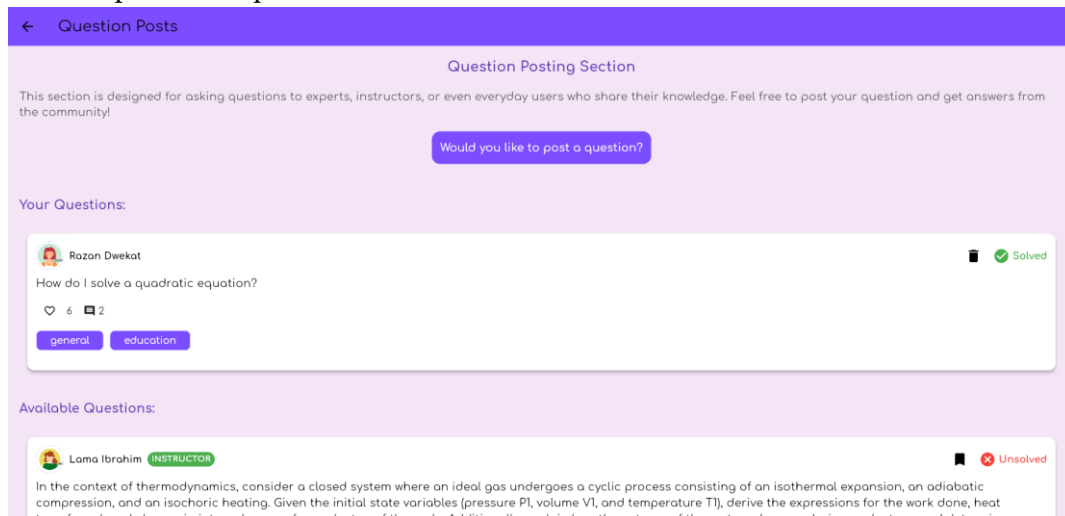 Question Posts
Question Posting Section
This section is designed for asking questions to experts, instructors, or even everyday users who share their knowledge. Feel free to post your question and get answers from
the community!
Would you like to post a question?
Your Questions:
Razan Dwekat
Solved
How do I solve a quadratic equation?
6 2
general education
Available Questions:
Lama Ibrahim INSTRUCTOR
Unsolved
In the context of thermodynamics, consider a closed system where an ideal gas undergoes a cyclic process consisting of an isothermal expansion, an adiabatic
compression, and an isochoric heating. Given the initial state variables (pressure P1, volume V1, and temperature T1), derive the expressions for the work done, heat